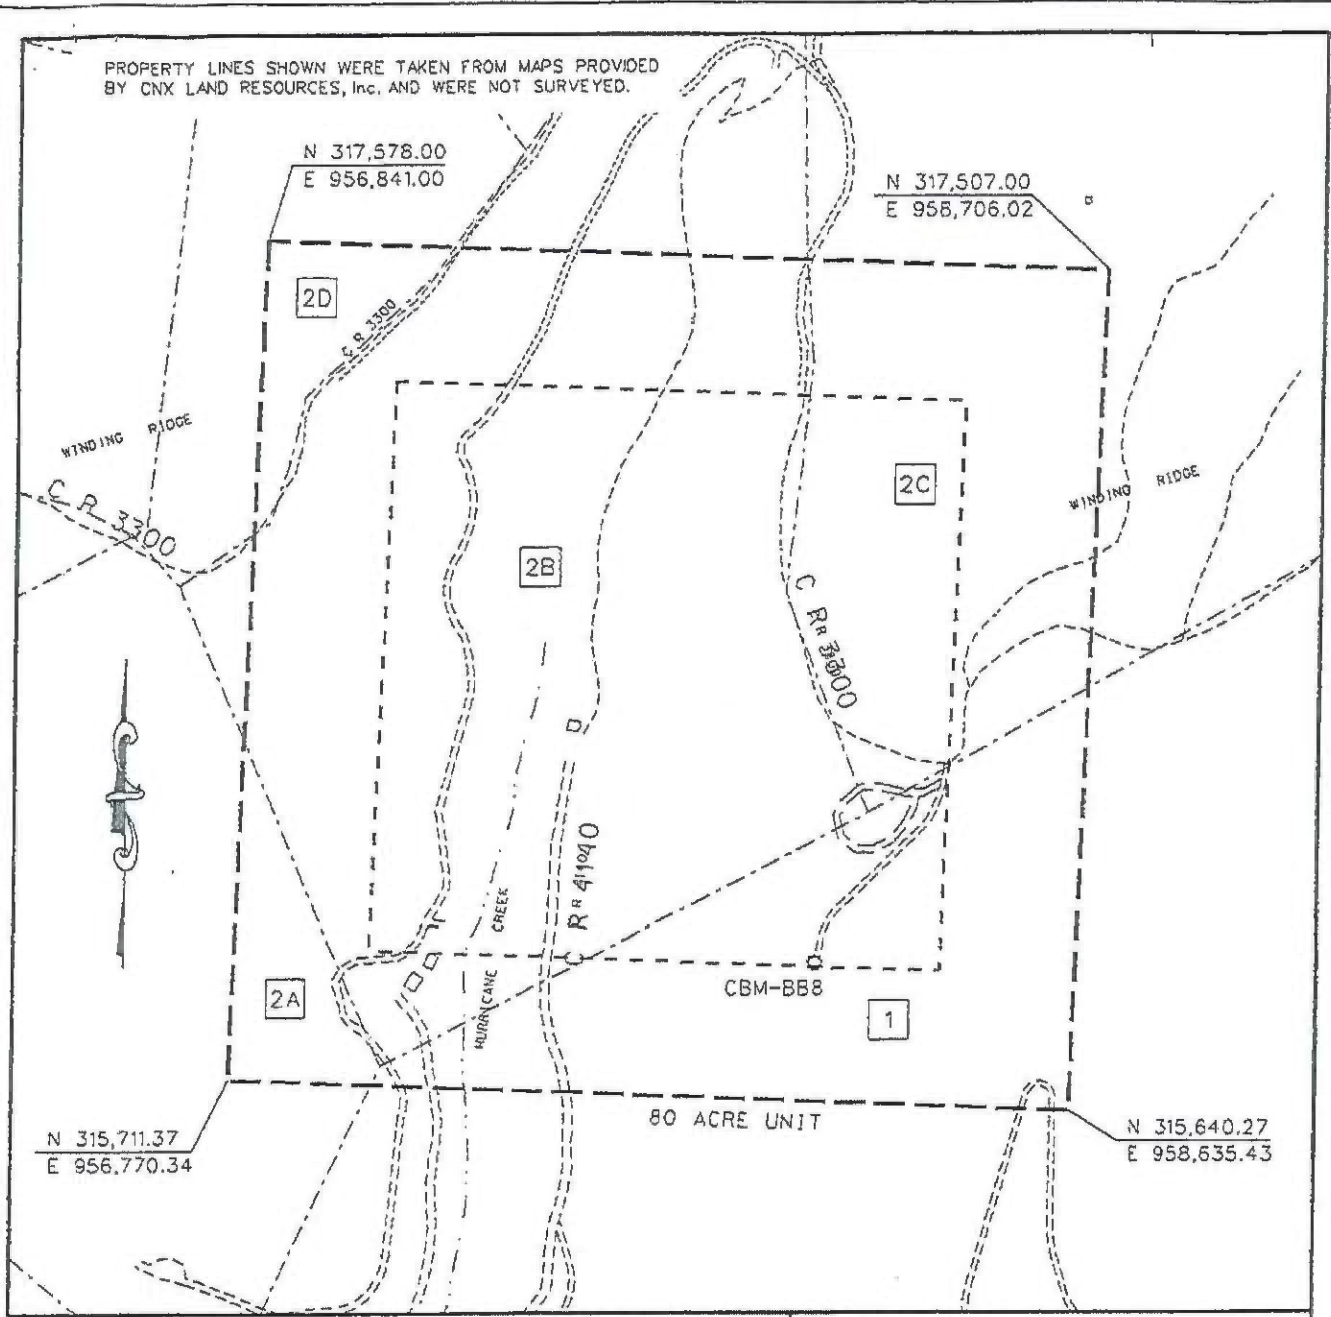 PROPERTY LINES SHOWN WERE TAKEN FROM MAPS PROVIDED
BY CNX LAND RESOURCES, Inc. AND WERE NOT SURVEYED.
N 317,578.00
E 956,841.00
N 317,507.00
E 958,706.02
2D
C R 3300
WINDING RIDGE
C R 3300
2C
WINDING RIDGE
2B
C R 3300
CREEK
HURRICANE
2A
CBM-BB8
1
80 ACRE UNIT
N 315,711.37
E 956,770.34
N 315,640.27
E 958,635.43